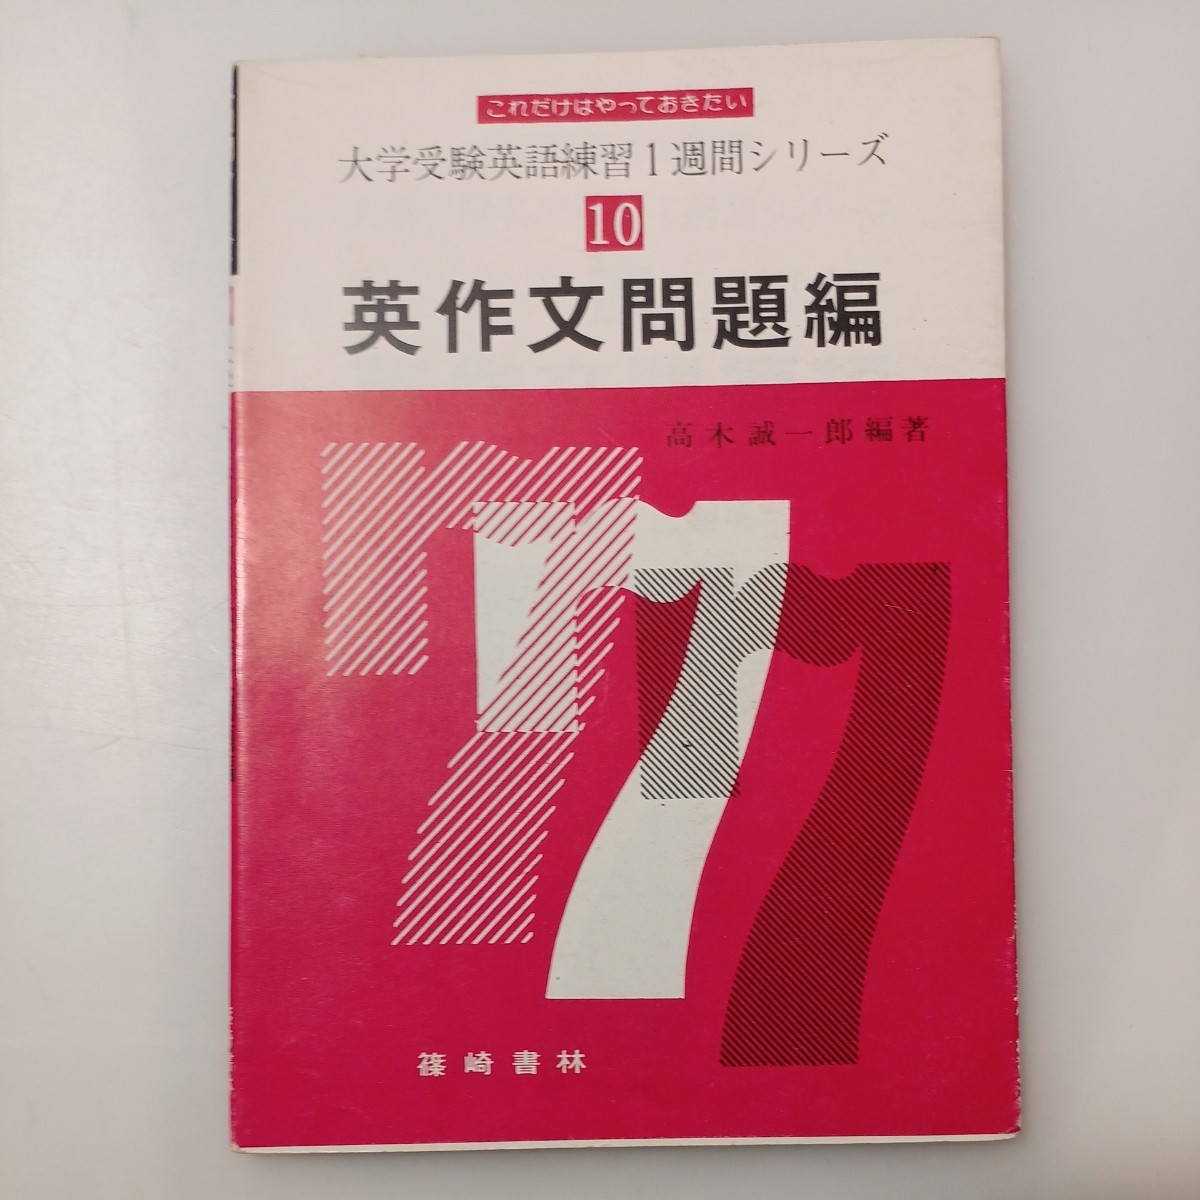 これだけはやっておきたい
大学受験英語練習1週間シリーズ
10
英作文問題編
高木誠一郎編著
777
篠崎書林